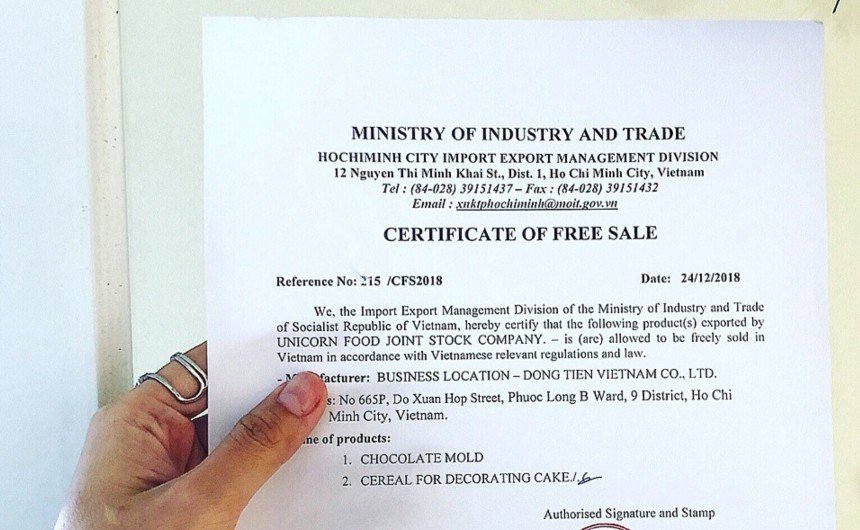 MINISTRY OF INDUSTRY AND TRADE
HOCHIMINH CITY IMPORT EXPORT MANAGEMENT DIVISION
12 Nguyen Thi Minh Khai St., Dist. 1, Ho Chi Minh City, Vietnam
Tel : (84-028) 39151437 – Fax : (84-028) 39151432
Email : xnktphochiminh@moit.gov.vn
CERTIFICATE OF FREE SALE
Reference No: 215 /CFS2018 Date: 24/12/2018
We, the Import Export Management Division of the Ministry of Industry and Trade
of Socialist Republic of Vietnam, hereby certify that the following product(s) exported by
UNICORN FOOD JOINT STOCK COMPANY. – is (are) allowed to be freely sold in
Vietnam in accordance with Vietnamese relevant regulations and law.
BUSINESS LOCATION – DONG TIEN VIETNAM CO., LTD.
No 665P, Do Xuan Hop Street, Phuoc Long B Ward, 9 District, Ho Chi
Minh City, Vietnam.
of products:
1. CHOCOLATE MOLD
2. CEREAL FOR DECORATING CAKE./.
Authorised Signature and Stamp